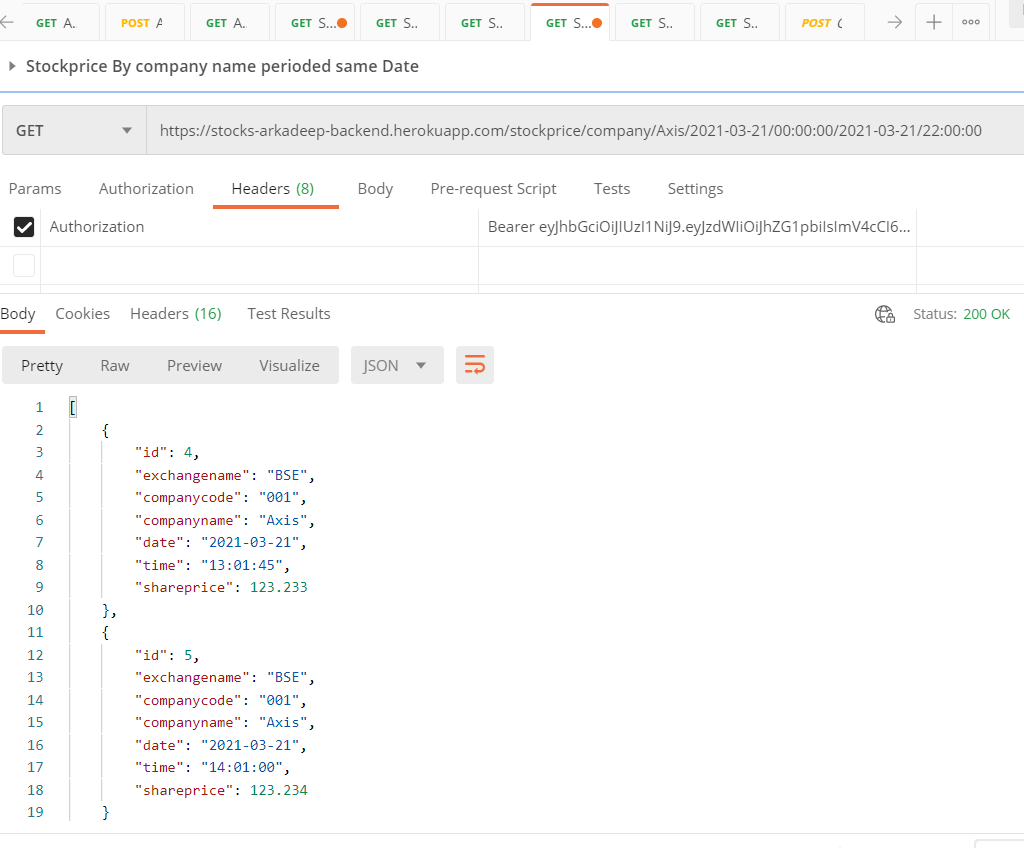 GET A. POST A GET A. GET S... GET S.. GET S.. GET S... GET S.. GET S.. POST
Stockprice By company name perioded same Date
GET https://stocks-arkadeep-backend.herokuapp.com/stockprice/company/Axis/2021-03-21/00:00:00/2021-03-21/22:00:00
Params Authorization Headers (8) Body Pre-request Script Tests Settings
Authorization Bearer eyJhbGciOiJIUzI1NiJ9.eyJzdWIiOiJhZG1pbiIsImV4cCI6...
Body Cookies Headers (16) Test Results Status: 200 OK
Pretty Raw Preview Visualize JSON
1 [
2 {
3 "id": 4,
4 "exchangename": "BSE",
5 "companycode": "001",
6 "companyname": "Axis",
7 "date": "2021-03-21",
8 "time": "13:01:45",
9 "shareprice": 123.233
10 },
11 {
12 "id": 5,
13 "exchangename": "BSE",
14 "companycode": "001",
15 "companyname": "Axis",
16 "date": "2021-03-21",
17 "time": "14:01:00",
18 "shareprice": 123.234
19 }